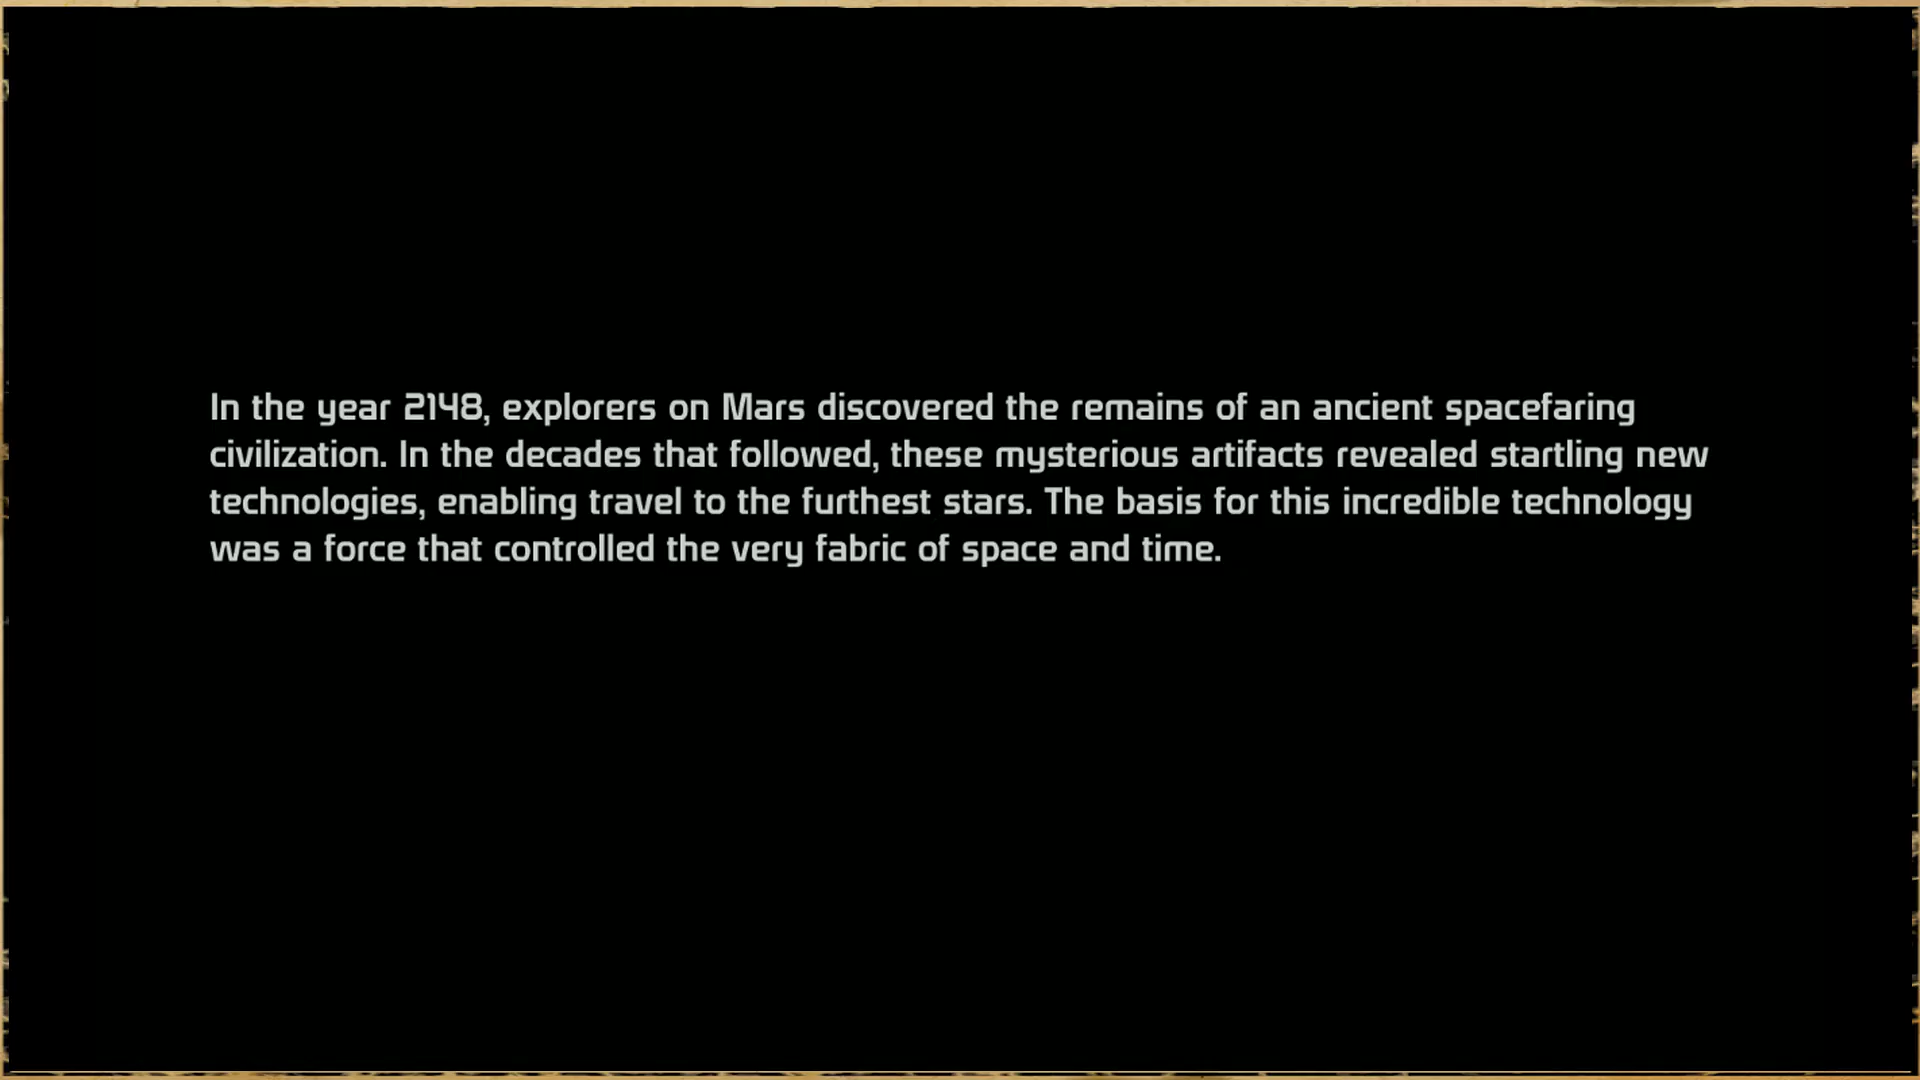 In the year 2148, explorers on Mars discovered the remains of an ancient spacefaring
civilization. In the decades that followed, these mysterious artifacts revealed startling new
technologies, enabling travel to the furthest stars. The basis for this incredible technology
was a force that controlled the very fabric of space and time.